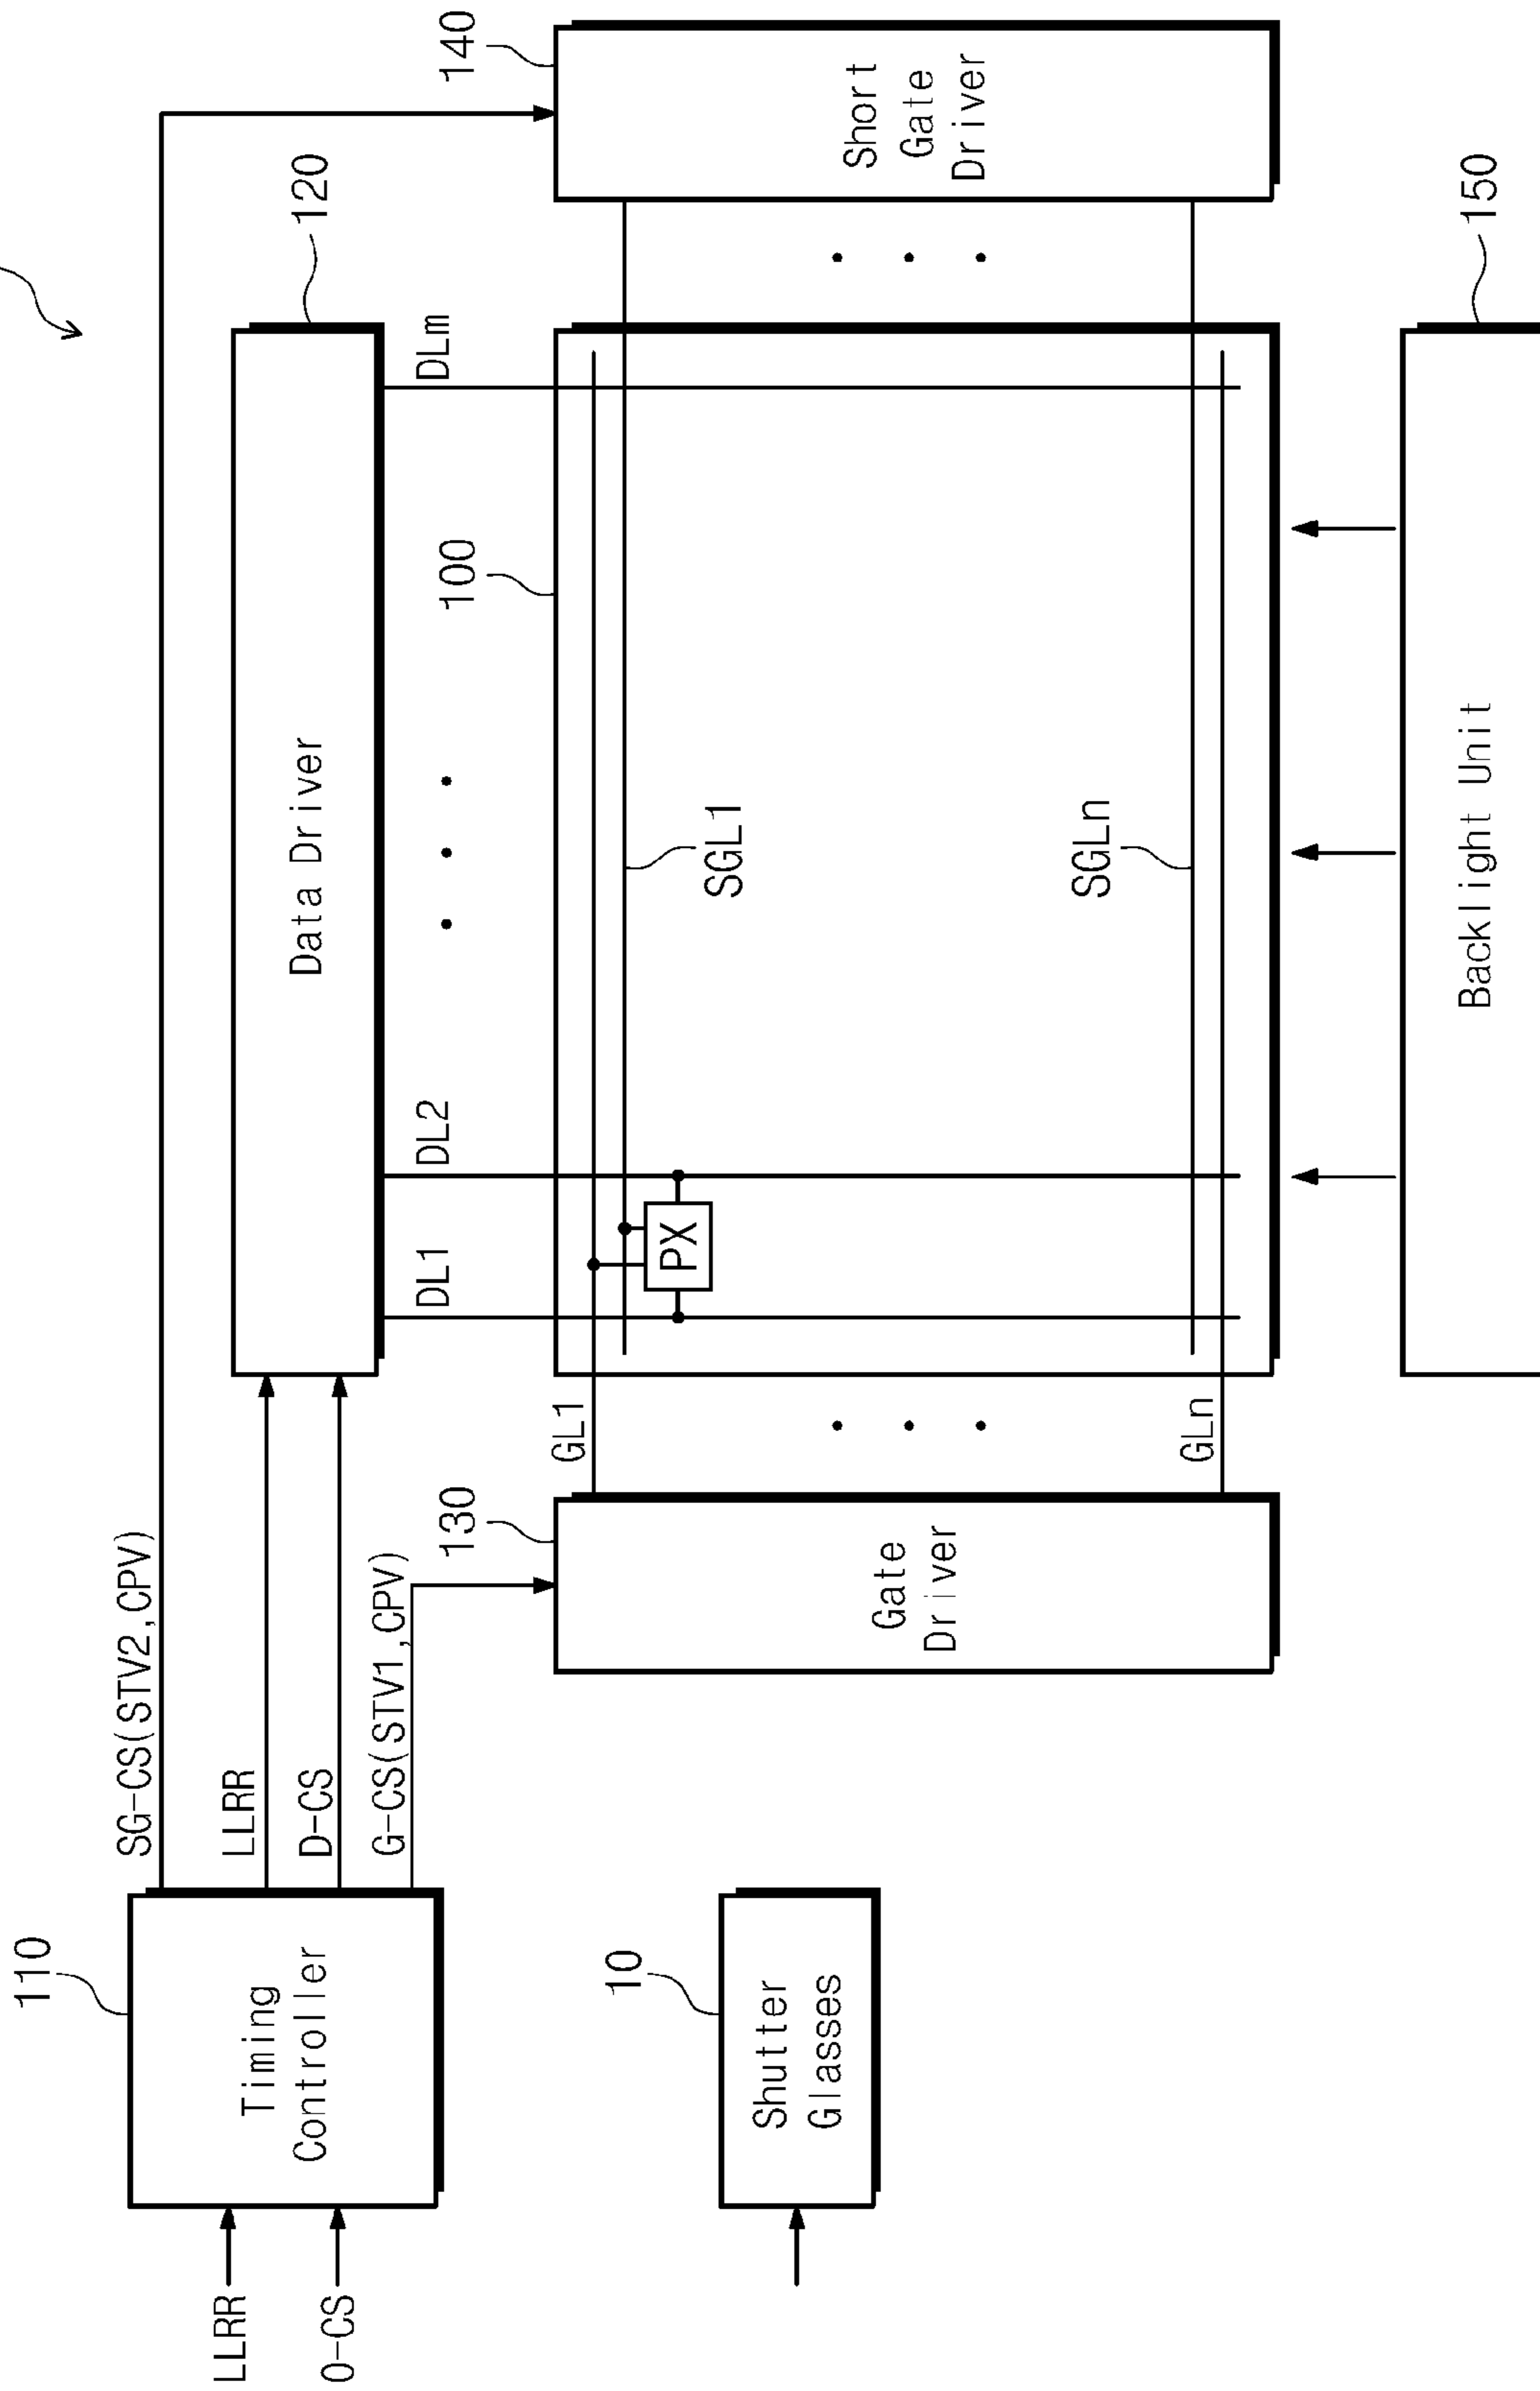 110
Timing
Controller
LLRR
O-CS
SG-CS(STV2,CPV)
LLRR
D-CS
G-CS(STV1,CPV)
120
Data Driver
DL1
DL2
DLm
130
Gate
Driver
GL1
GLn
100
PX
SGL1
SGLn
140
Short
Gate
Driver
10
Shutter
Glasses
150
Backlight Unit